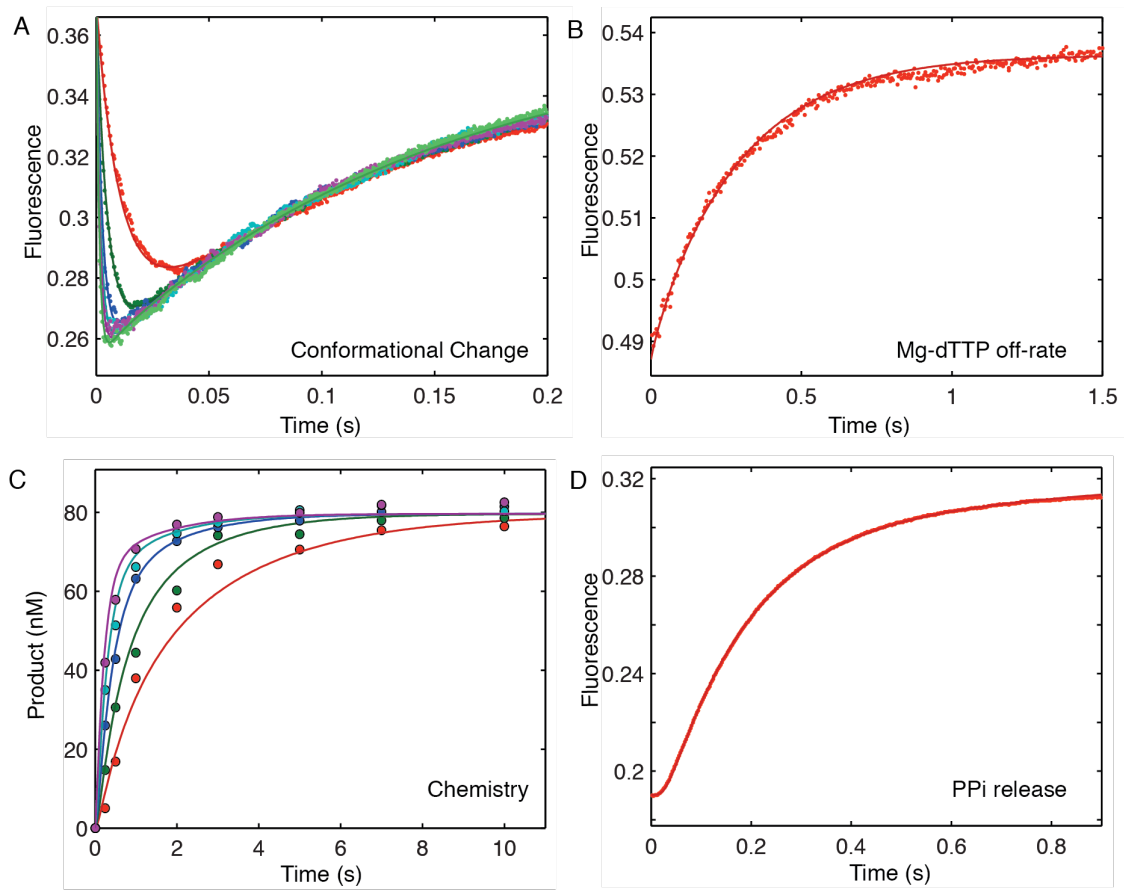 A
Fluorescence
0.36
0.34
0.32
0.3
0.28
0.26
Conformational Change
0 0.05 0.1 0.15 0.2
Time (s)
B
Fluorescence
0.54
0.53
0.52
0.51
0.5
0.49
Mg-dTTP off-rate
0 0.5 1 1.5
Time (s)
C
Product (nM)
80
60
40
20
0
Chemistry
0 2 4 6 8 10
Time (s)
D
Fluorescence
0.32
0.28
0.24
0.2
PPi release
0 0.2 0.4 0.6 0.8
Time (s)